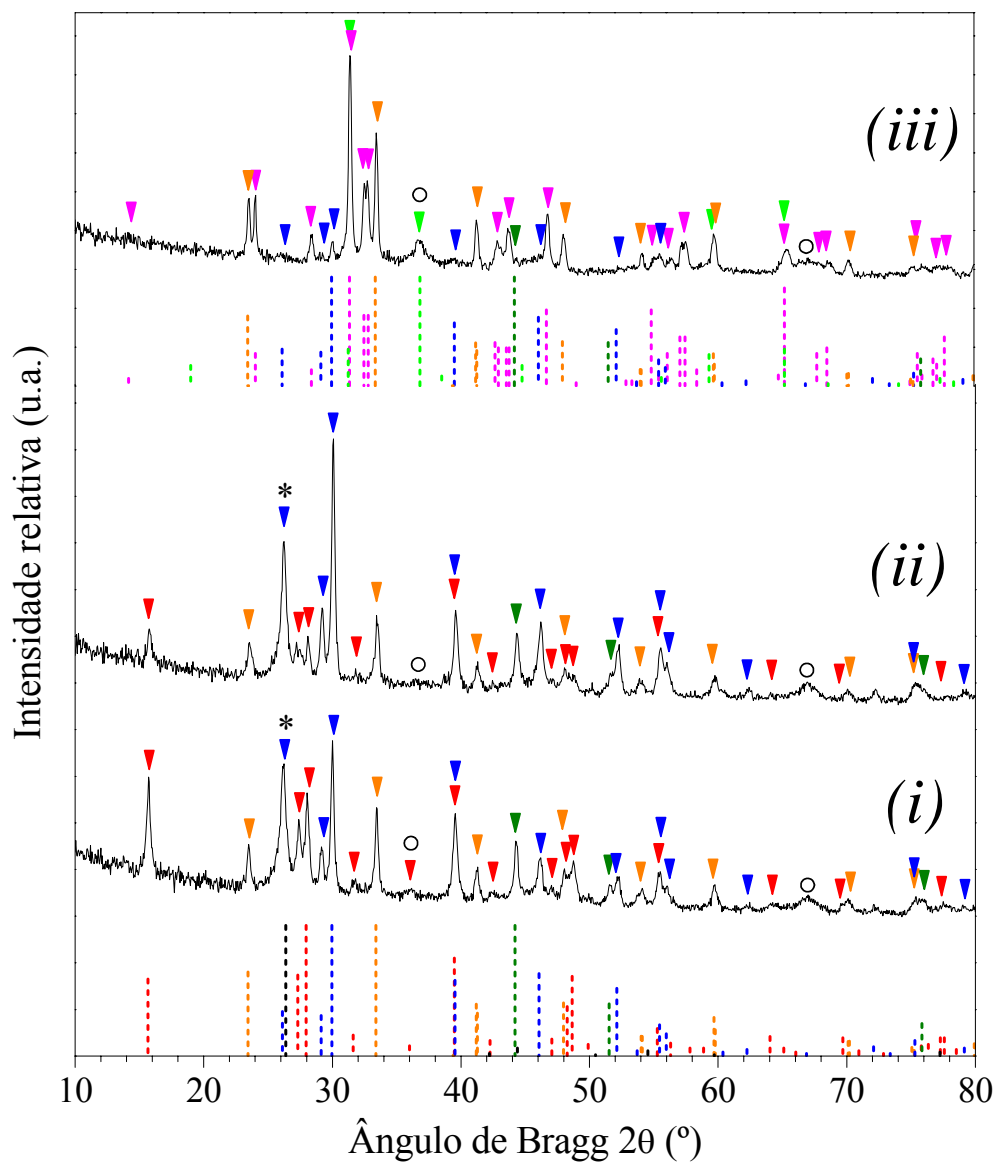 (iii)
*
(ii)
*
(i)
Intensidade relativa (u.a.)
10 20 30 40 50 60 70 80
Ângulo de Bragg 2θ (º)